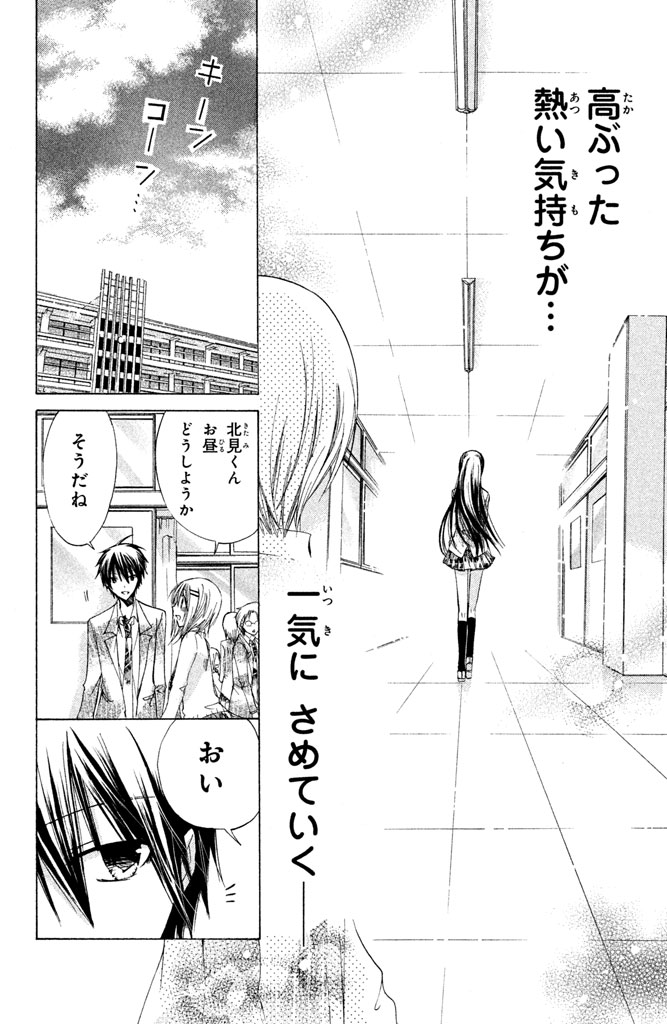 高ぶった
熱い気持ちが…
一気に さめていく──
キーン
コーン…
北見くん
お昼
どうしようか
そうだね
おい